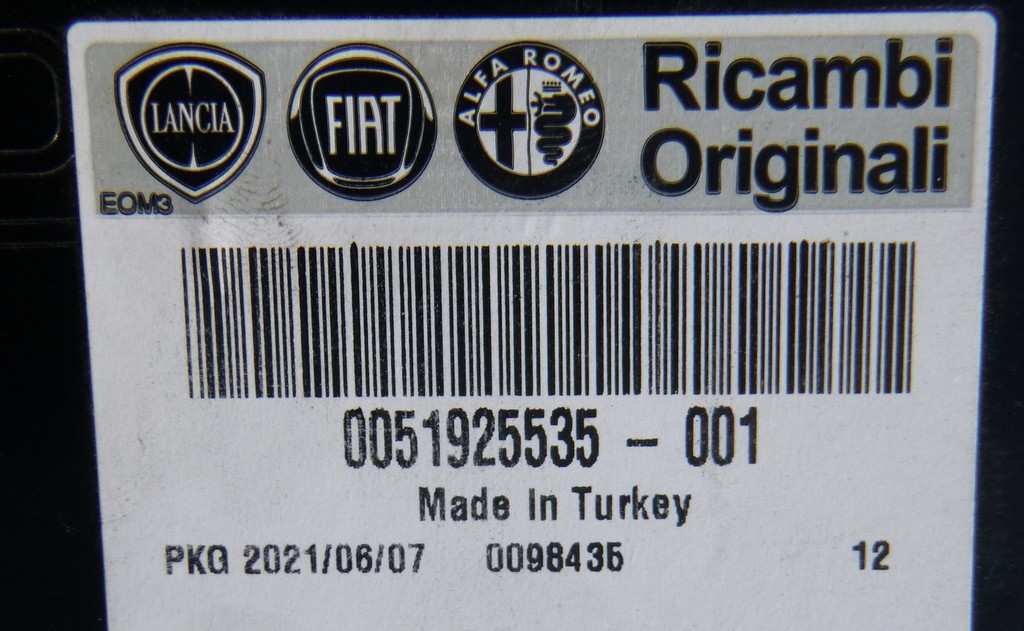 LANCIA
FIAT
ALFA ROMEO
Ricambi
Originali
EOM3
0051925535 - 001
Made In Turkey
PKG 2021/06/07 0098435 12